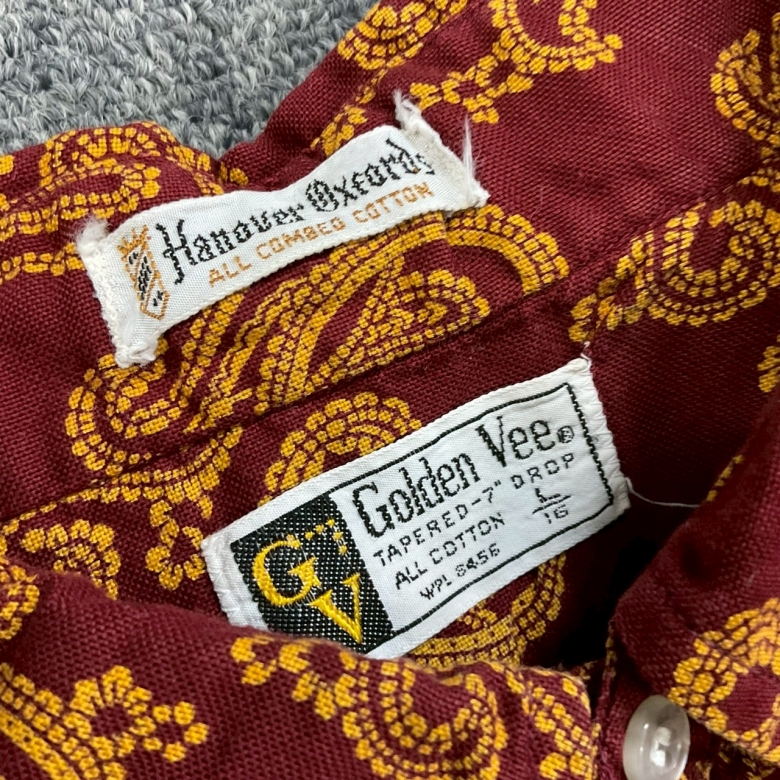 Hanover Oxfords
ALL COMBED COTTON
GV
Golden Vee®
TAPERED-7" DROP
ALL COTTON
L/16
WPL 8456